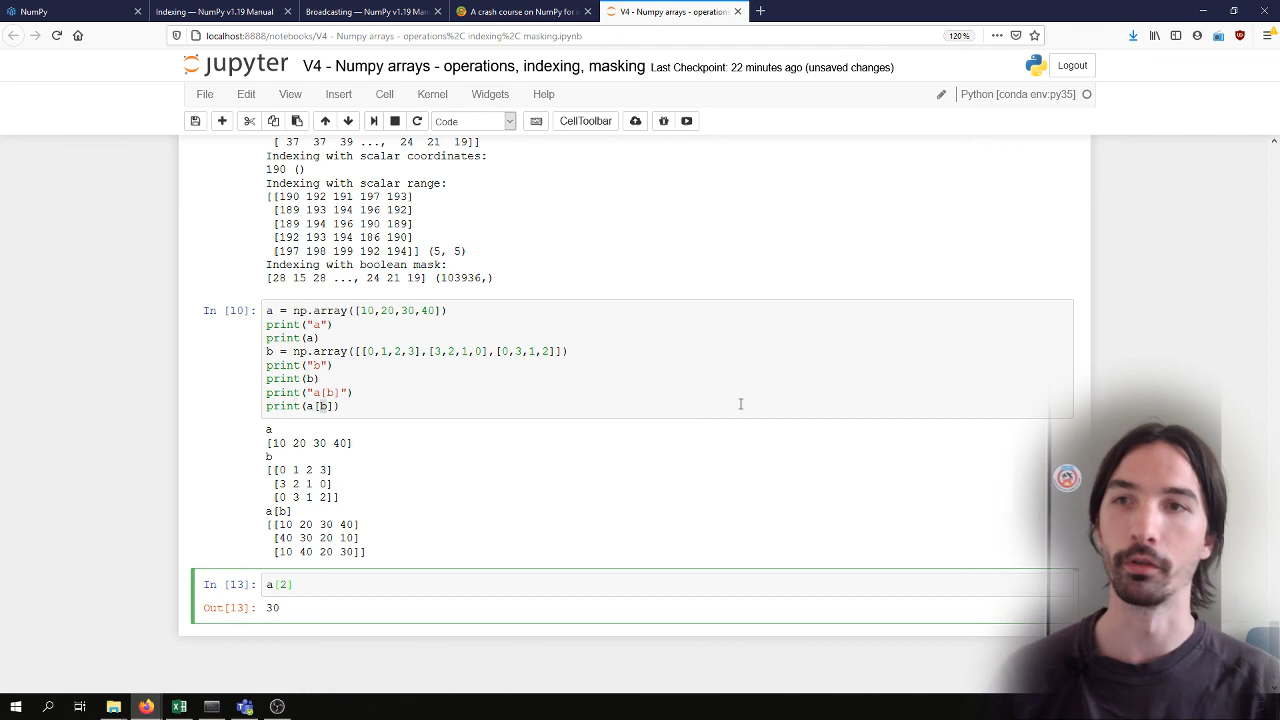 NumPy
Indexing — NumPy v1.19 Manual
Broadcasting — NumPy v1.19 Man
A crash course on NumPy for i
V4 - Numpy arrays - operations
localhost:8888/notebooks/V4 - Numpy arrays - operations%2C indexing%2C masking.ipynb
120%
jupyter V4 - Numpy arrays - operations, indexing, masking Last Checkpoint: 22 minutes ago (unsaved changes)
Logout
File Edit View Insert Cell Kernel Widgets Help
Python [conda env:py35]
Code
CellToolbar
[ 37 37 39 ..., 24 21 19]]
Indexing with scalar coordinates:
190 ()
Indexing with scalar range:
[[190 192 191 197 193]
[189 193 194 196 192]
[189 194 196 190 189]
[192 193 194 186 190]
[197 198 199 192 194]] (5, 5)
Indexing with boolean mask:
[28 15 28 ..., 24 21 19] (103936,)
In [10]: a = np.array([10,20,30,40])
print("a")
print(a)
b = np.array([[0,1,2,3],[3,2,1,0],[0,3,1,2]])
print("b")
print(b)
print("a[b]")
print(a[b])
a
[10 20 30 40]
b
[[0 1 2 3]
[3 2 1 0]
[0 3 1 2]]
a[b]
[[10 20 30 40]
[40 30 20 10]
[10 40 20 30]]
In [13]: a[2]
Out[13]: 30